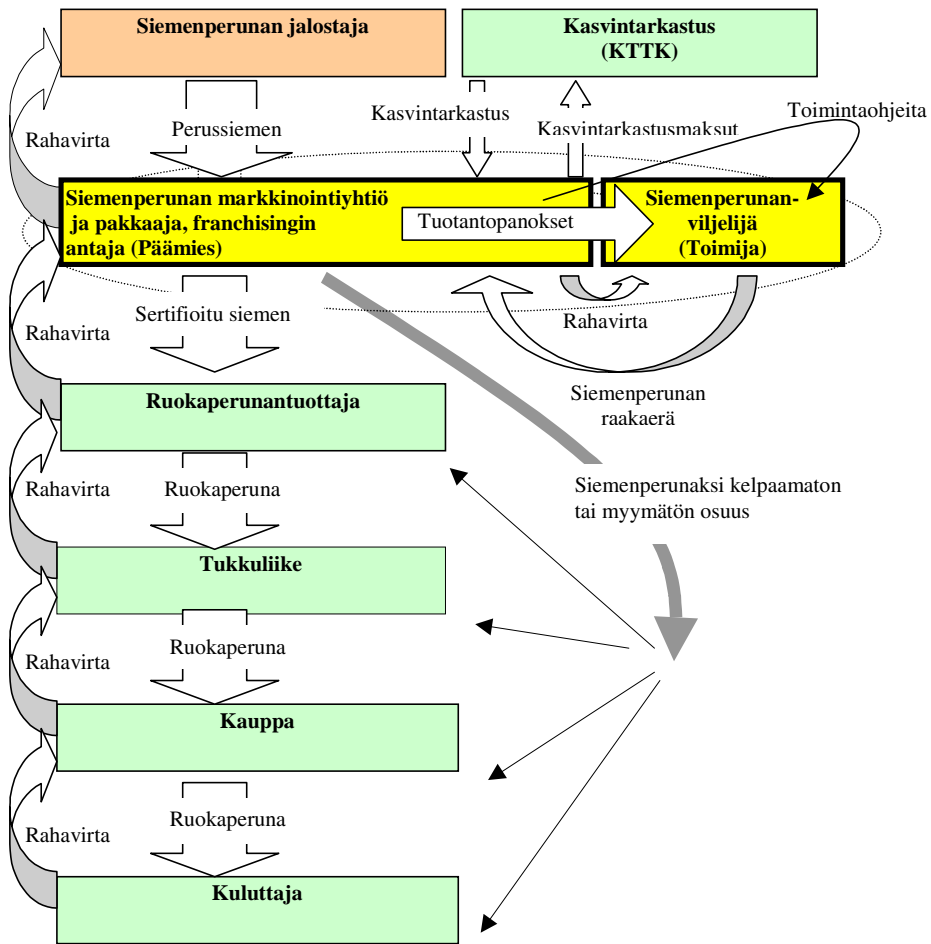 Siemenperunan jalostaja
Kasvintarkastus
(KTTK)
Rahavirta
Perussiemen
Kasvintarkastus
Kasvintarkastusmaksut
Toimintaohjeita
Siemenperunan markkinointiyhtiö
ja pakkaaja, franchisingin
antaja (Päämies)
Tuotantopanokset
Siemenperunan-
viljelijä
(Toimija)
Rahavirta
Sertifioitu siemen
Rahavirta
Siemenperunan
raakaerä
Ruokaperunantuottaja
Rahavirta
Ruokaperuna
Siemenperunaksi kelpaamaton
tai myymätön osuus
Tukkuliike
Rahavirta
Ruokaperuna
Kauppa
Rahavirta
Ruokaperuna
Kuluttaja